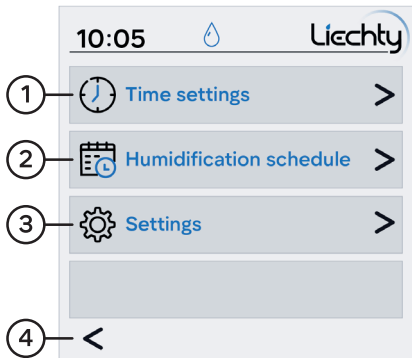 10:05 Liechty
1 Time settings >
2 Humidification schedule >
3 Settings >
4 <